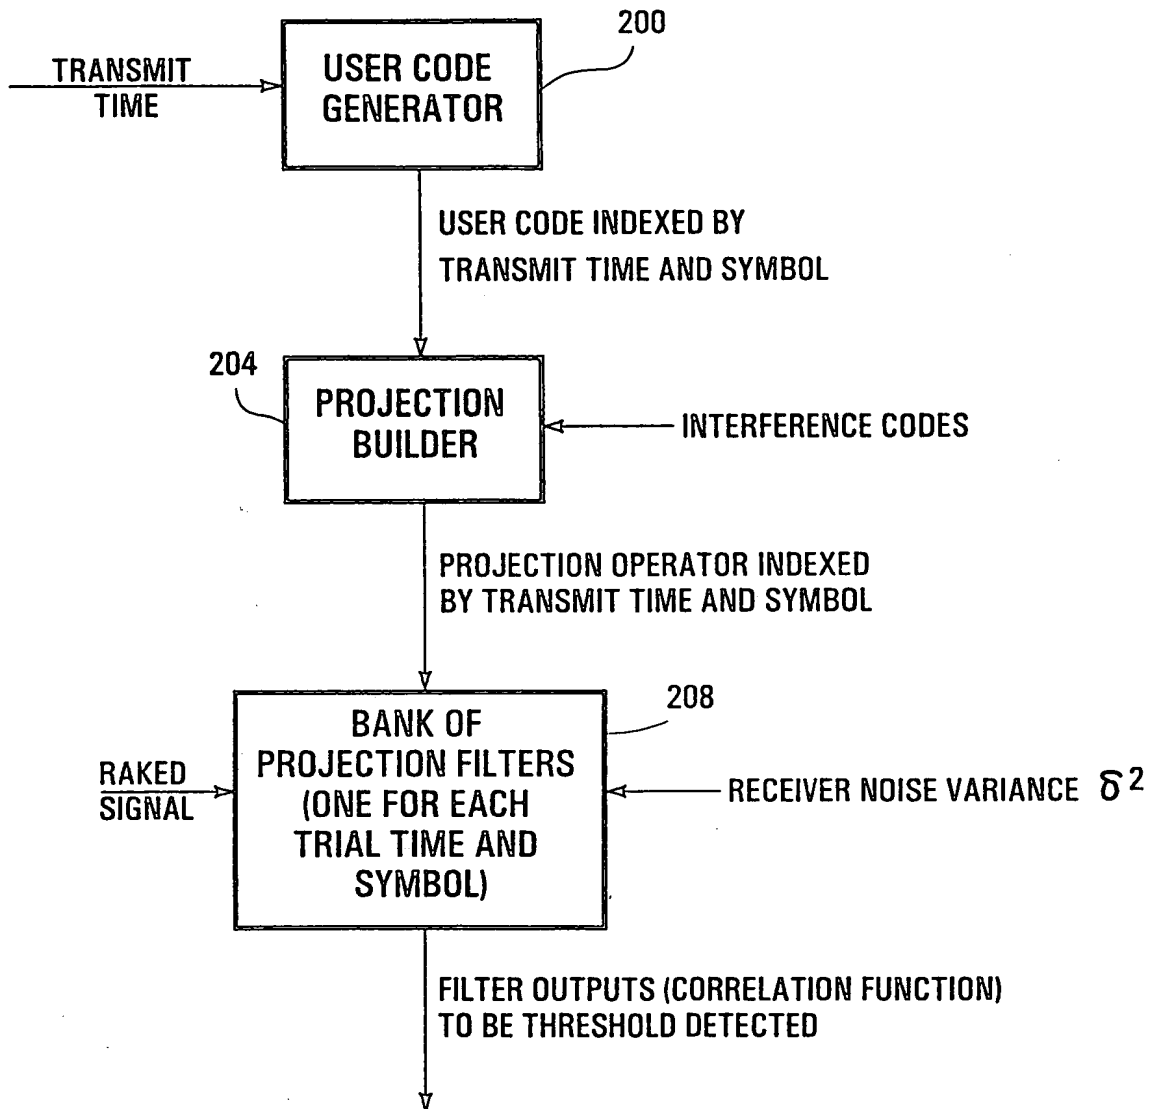 200
TRANSMIT
TIME
USER CODE
GENERATOR
USER CODE INDEXED BY
TRANSMIT TIME AND SYMBOL
204
PROJECTION
BUILDER
INTERFERENCE CODES
PROJECTION OPERATOR INDEXED
BY TRANSMIT TIME AND SYMBOL
208
BANK OF
PROJECTION FILTERS
(ONE FOR EACH
TRIAL TIME AND
SYMBOL)
RAKED
SIGNAL
RECEIVER NOISE VARIANCE δ²
FILTER OUTPUTS (CORRELATION FUNCTION)
TO BE THRESHOLD DETECTED